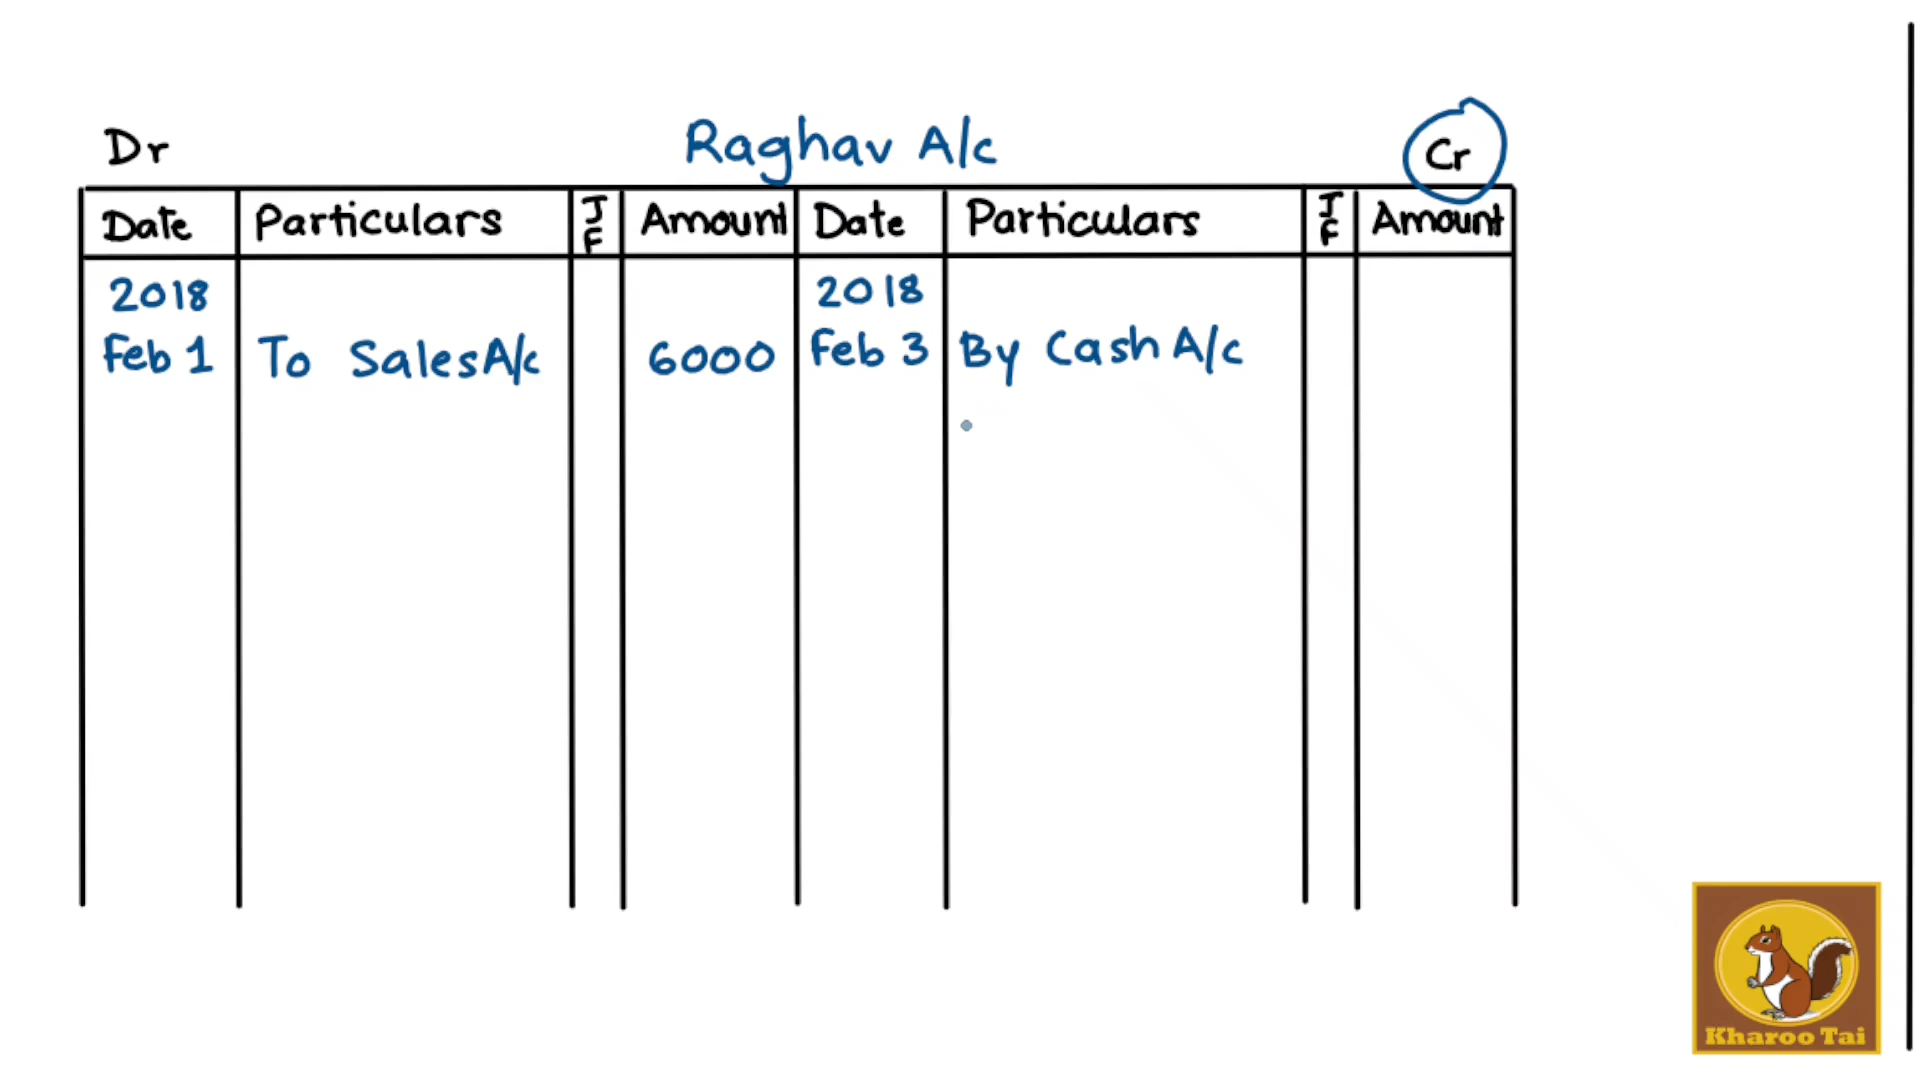 Dr Raghav A/c Cr
Date Particulars JF Amount Date Particulars JF Amount
2018 2018
Feb 1 To Sales A/c 6000 Feb 3 By Cash A/c
Kharoo Tai